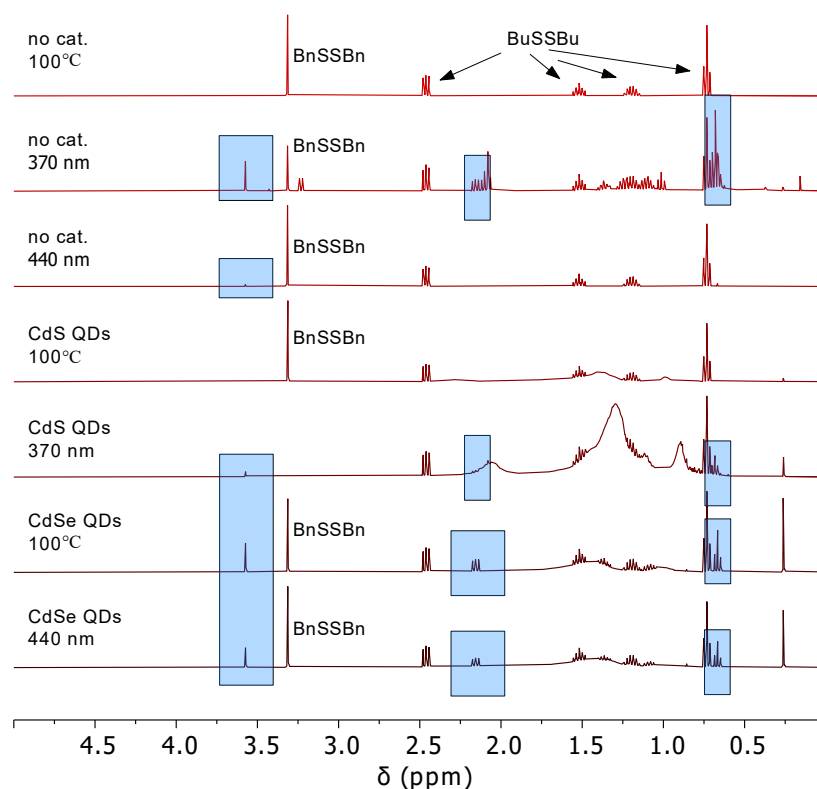 no cat.
100℃
BnSSBn
BuSSBu
no cat.
370 nm
BnSSBn
no cat.
440 nm
BnSSBn
CdS QDs
100℃
BnSSBn
CdS QDs
370 nm
CdSe QDs
100℃
BnSSBn
CdSe QDs
440 nm
BnSSBn
4.5 4.0 3.5 3.0 2.5 2.0 1.5 1.0 0.5
δ (ppm)